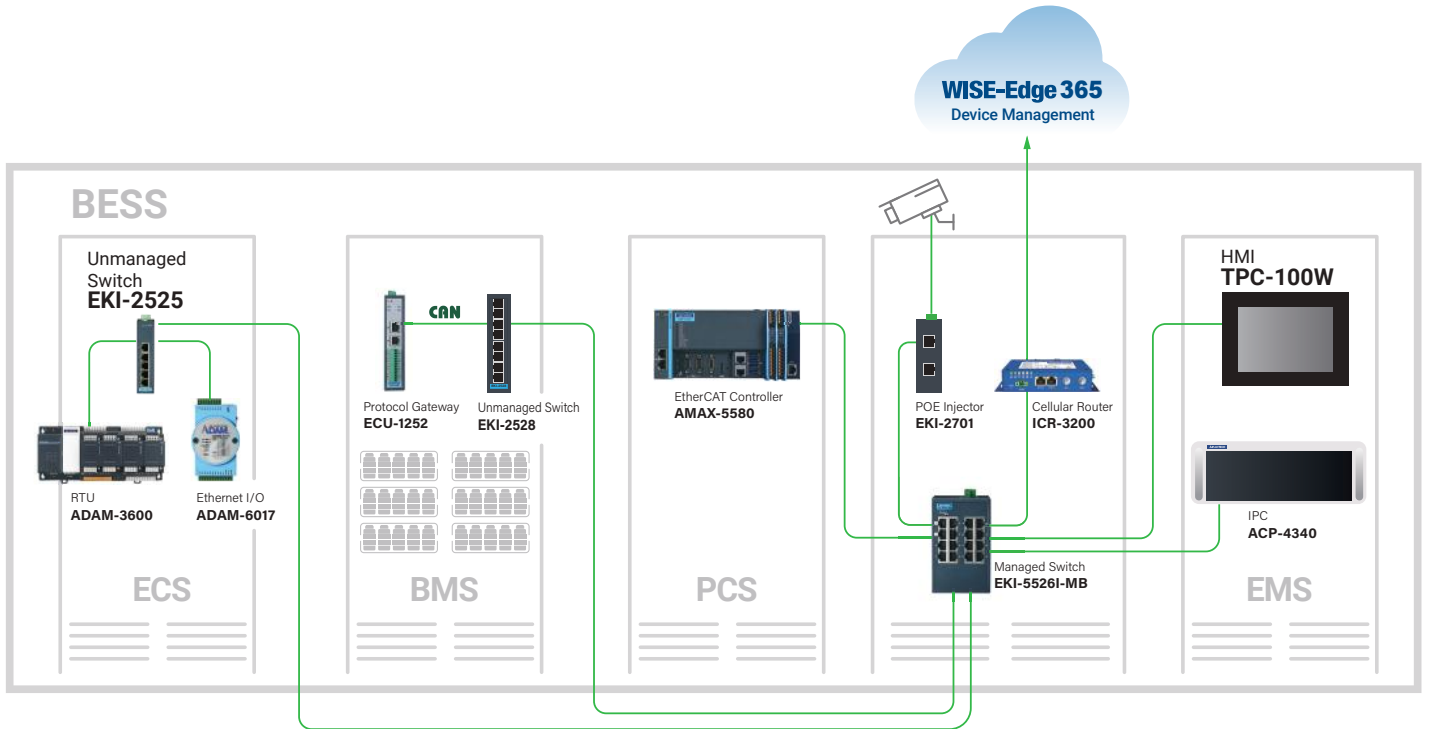 WISE-Edge 365
Device Management
BESS
Unmanaged
Switch
EKI-2525
RTU
ADAM-3600
ADAM
Ethernet I/O
ADAM-6017
ECS
CAN
Protocol Gateway
ECU-1252
Unmanaged Switch
EKI-2528
BMS
EtherCAT Controller
AMAX-5580
PCS
POE Injector
EKI-2701
Cellular Router
ICR-3200
Managed Switch
EKI-5526I-MB
HMI
TPC-100W
IPC
ACP-4340
EMS